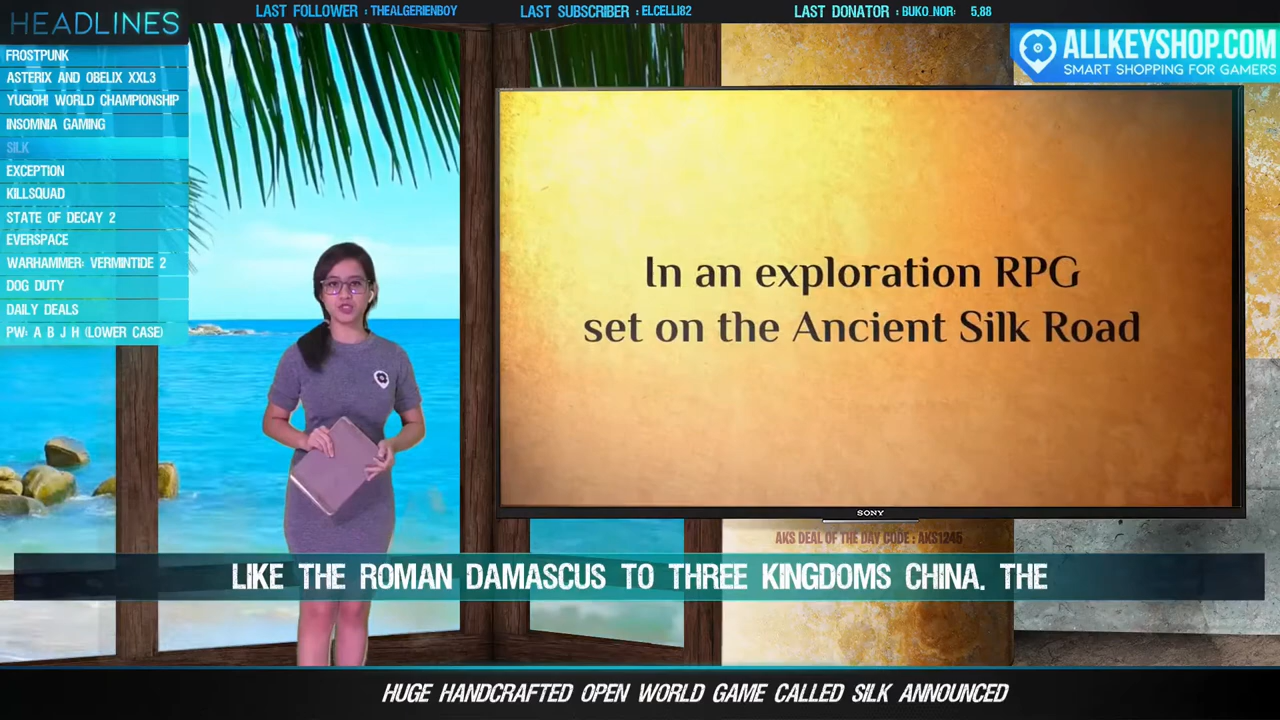 HEADLINES
LAST FOLLOWER : THEALGERIENBOY
LAST SUBSCRIBER : ELCELLI82
LAST DONATOR : BUKO_NOR: 5,88
ALLKEYSHOP.COM
SMART SHOPPING FOR GAMERS
FROSTPUNK
ASTERIX AND OBELIX XXL3
YUGIOH! WORLD CHAMPIONSHIP
INSOMNIA GAMING
SILK
EXCEPTION
KILLSQUAD
STATE OF DECAY 2
EVERSPACE
WARHAMMER: VERMINTIDE 2
DOG DUTY
DAILY DEALS
PW: A B J H (LOWER CASE)
In an exploration RPG
set on the Ancient Silk Road
SONY
AKS DEAL OF THE DAY CODE : AKS1245
LIKE THE ROMAN DAMASCUS TO THREE KINGDOMS CHINA. THE
HUGE HANDCRAFTED OPEN WORLD GAME CALLED SILK ANNOUNCED